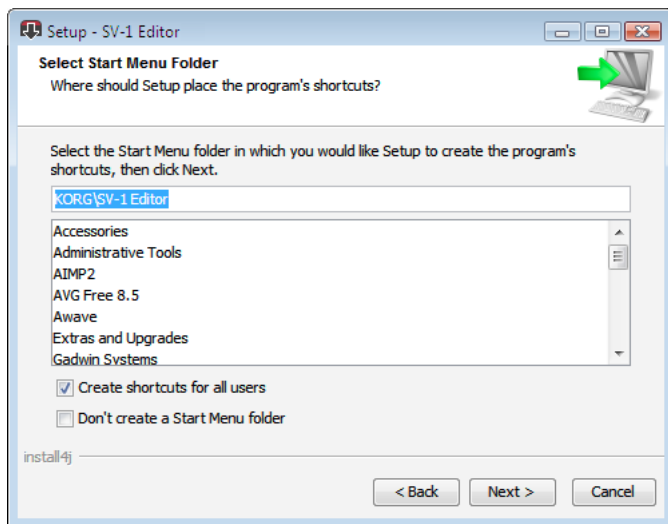 Setup - SV-1 Editor
Select Start Menu Folder
Where should Setup place the program's shortcuts?
Select the Start Menu folder in which you would like Setup to create the program's
shortcuts, then click Next.
KORG\SV-1 Editor
Accessories
Administrative Tools
AIMP2
AVG Free 8.5
Awave
Extras and Upgrades
Gadwin Systems
Create shortcuts for all users
Don't create a Start Menu folder
install4j
< Back Next > Cancel